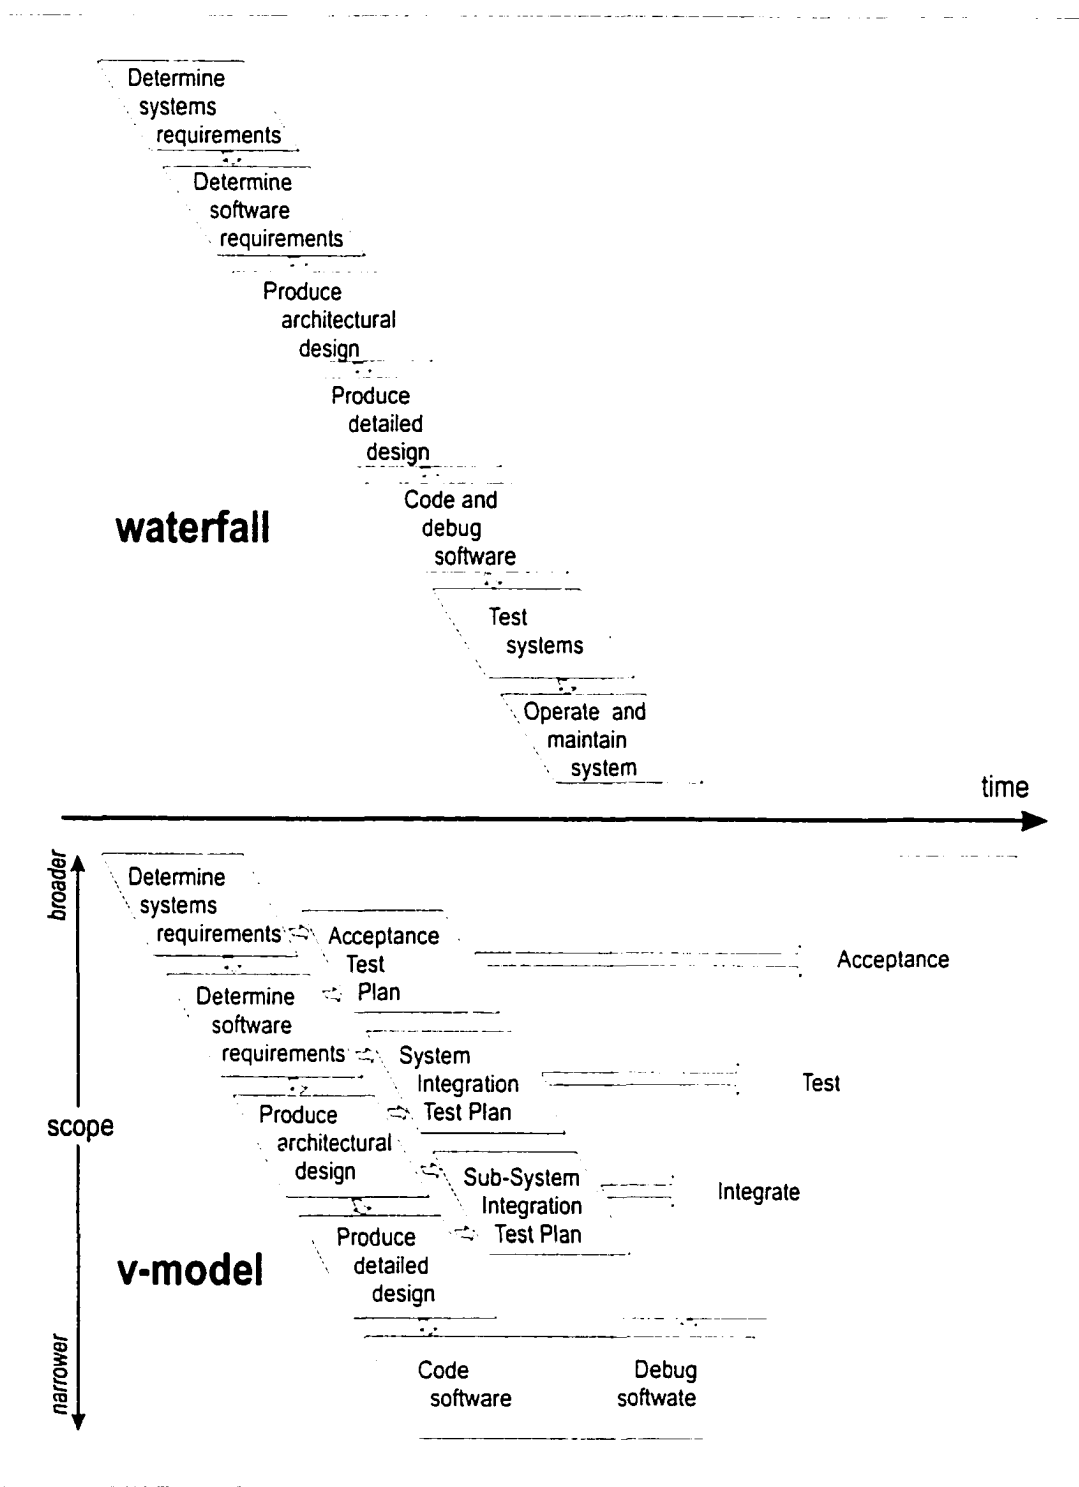 Determine
systems
requirements
Determine
software
requirements
Produce
architectural
design
Produce
detailed
design
waterfall
Code and
debug
software
Test
systems
Operate and
maintain
system
time
broader
scope
narrower
Determine
systems
requirements
Acceptance
Test
Plan
Acceptance
Determine
software
requirements
System
Integration
Test Plan
Test
Produce
architectural
design
Sub-System
Integration
Test Plan
Integrate
v-model
Produce
detailed
design
Code
software
Debug
softwate